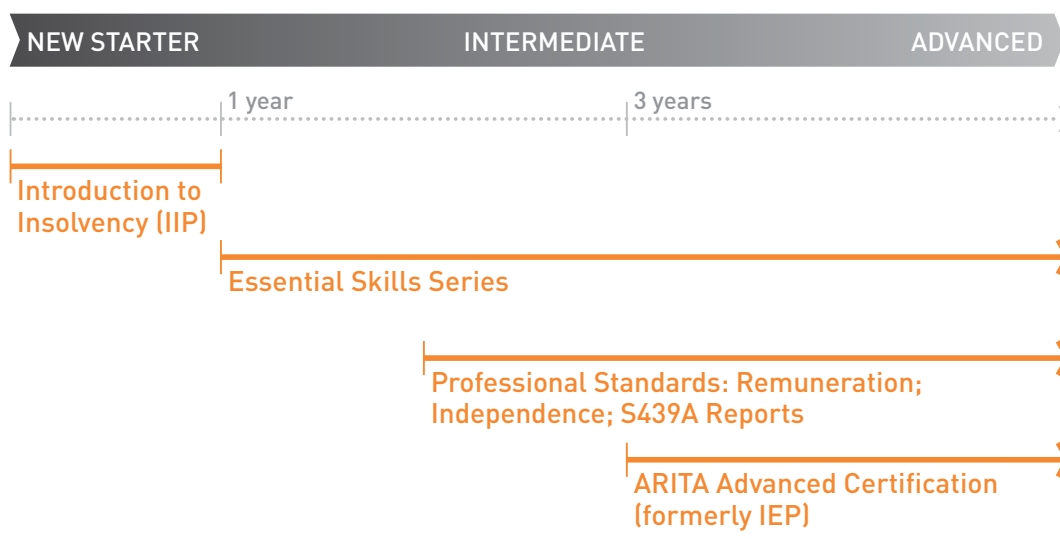 NEW STARTER INTERMEDIATE ADVANCED
1 year 3 years
Introduction to
Insolvency (IIP)
Essential Skills Series
Professional Standards: Remuneration;
Independence; S439A Reports
ARITA Advanced Certification
(formerly IEP)